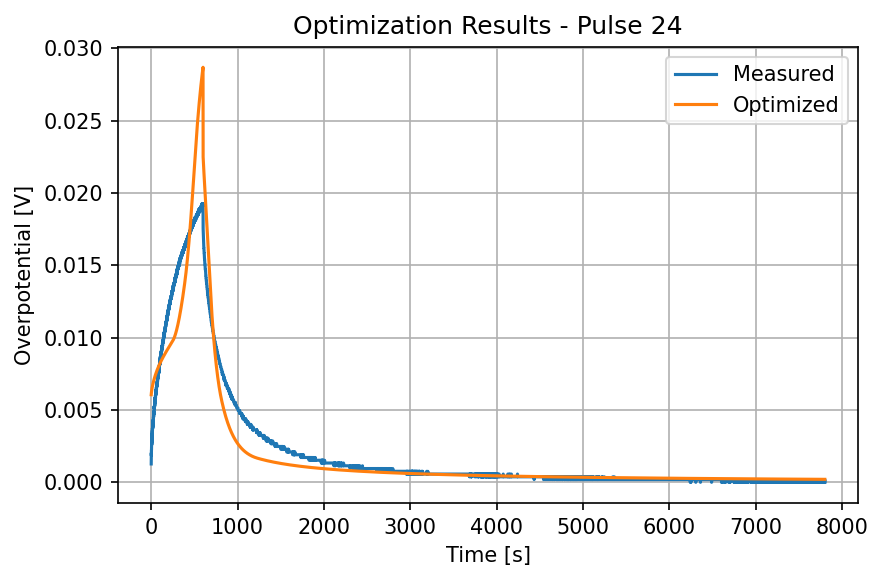 Optimization Results - Pulse 24
0.030
0.025
0.020
0.015
0.010
0.005
0.000
Overpotential [V]
Measured
Optimized
0 1000 2000 3000 4000 5000 6000 7000 8000
Time [s]